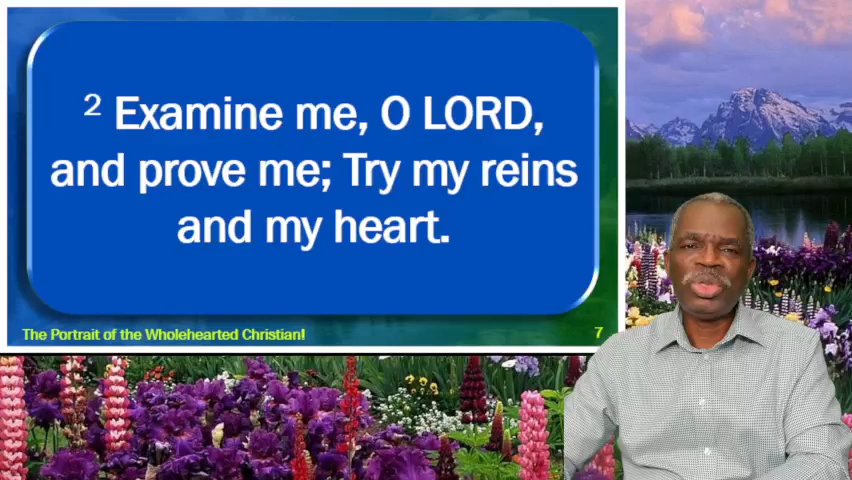 2 Examine me, O LORD,
and prove me; Try my reins
and my heart.
The Portrait of the Wholehearted Christian!
7